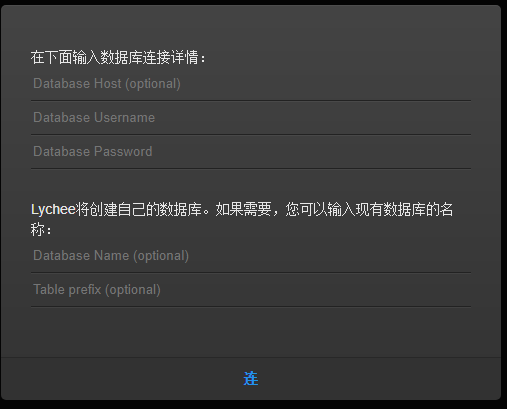 在下面输入数据库连接详情：
Database Host (optional)
Database Username
Database Password
Lychee将创建自己的数据库。如果需要，您可以输入现有数据库的名
称：
Database Name (optional)
Table prefix (optional)
连